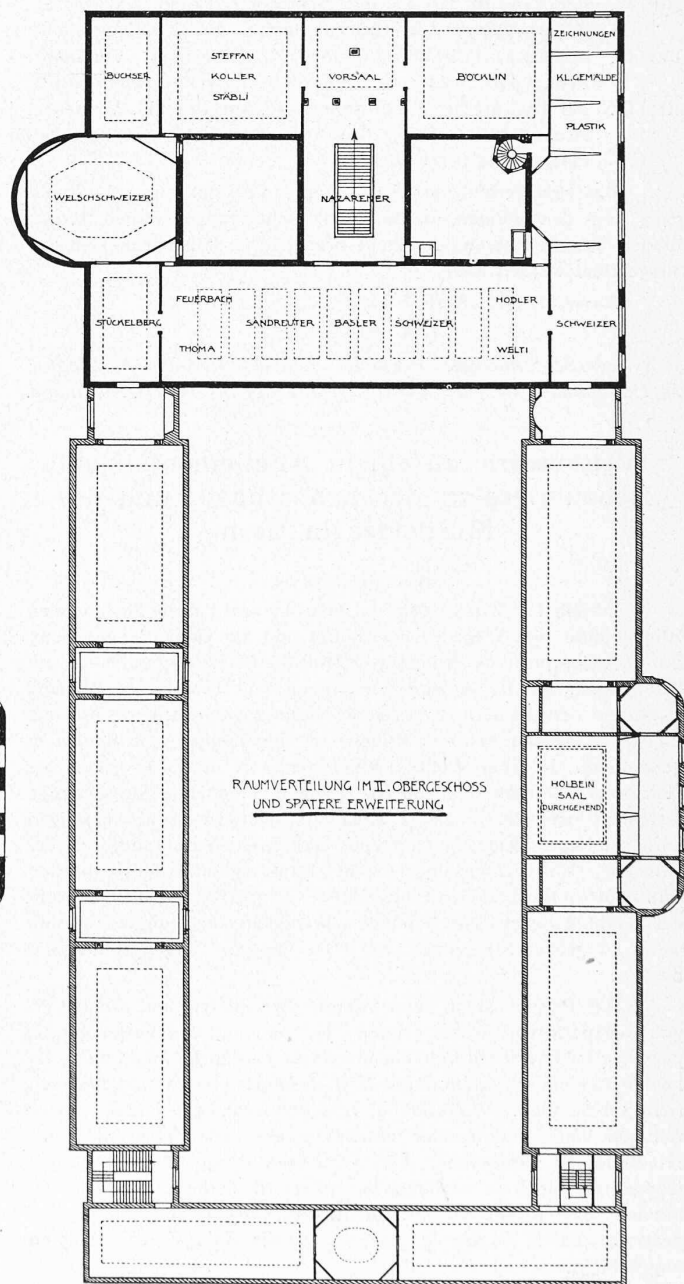 ZEICHNUNGEN
STEFFAN
KOLLER
STÄBLI
BUCHSER
VORSAAL
BÖCKLIN
KL. GEMÄLDE
PLASTIK
WELSCHSCHWEIZER
NAZARENER
FEUERBACH
HODLER
STÜCKELBERG
SANDREUTER
BASLER
SCHWEIZER
SCHWEIZER
THOMA
WELTI
RAUMVERTEILUNG IM II. OBERGESCHOSS
UND SPÄTERE ERWEITERUNG
HOLBEIN
SAAL
(DURCHGEHEND)